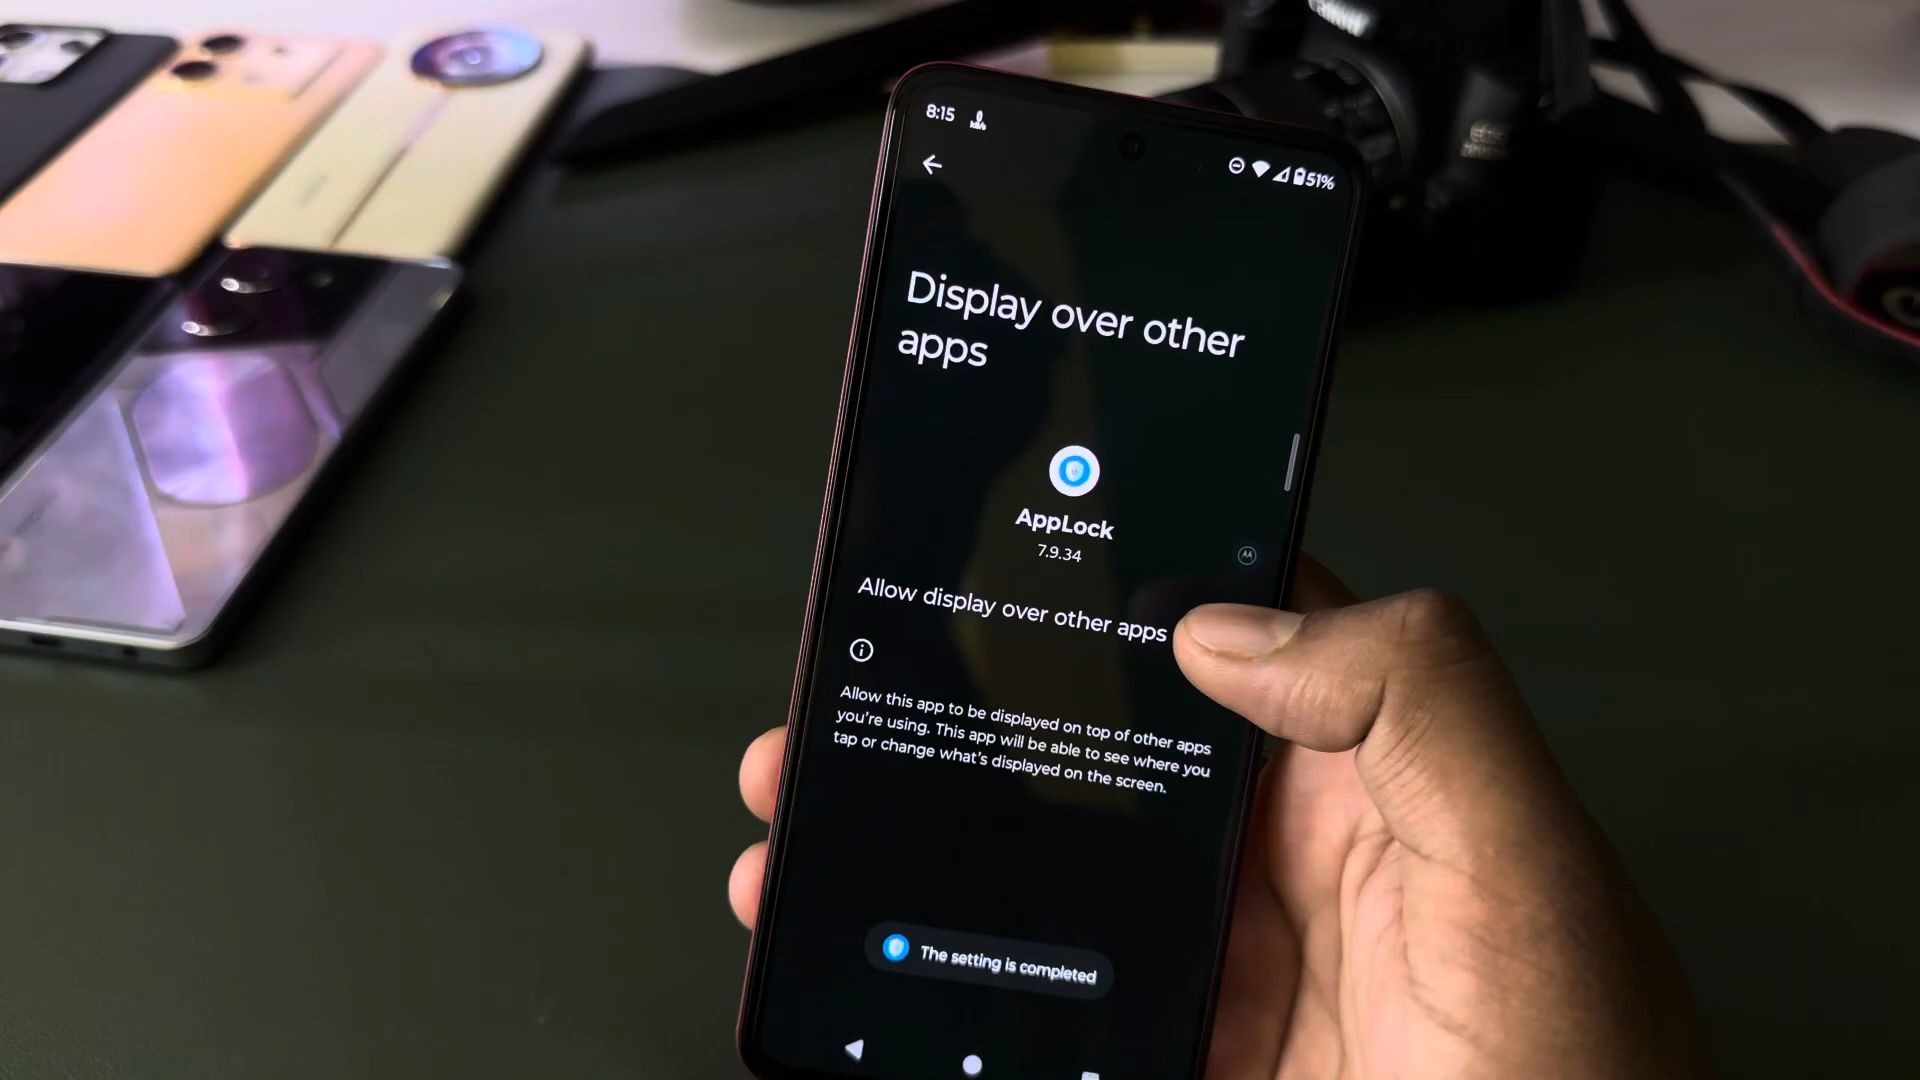 Canon
8:15
51%
Display over other
apps
AppLock
7.9.34
Allow display over other apps
Allow this app to be displayed on top of other apps
you're using. This app will be able to see where you
tap or change what's displayed on the screen.
The setting is completed